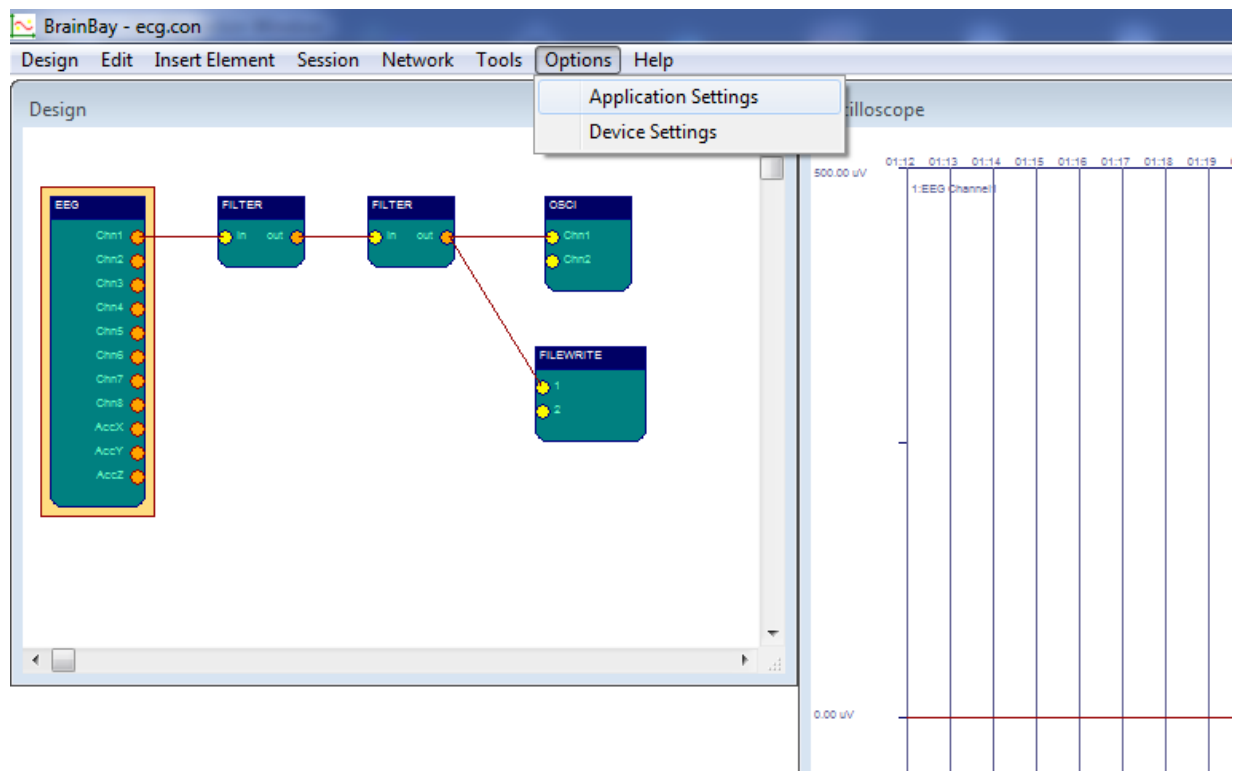 BrainBay - ecg.con
Design Edit Insert Element Session Network Tools Options Help
Application Settings
Device Settings
Design
cilloscope
EEG
Chn1
Chn2
Chn3
Chn4
Chn5
Chn6
Chn7
Chn8
AccX
AccY
AccZ
FILTER
In out
FILTER
In out
OSCI
Chn1
Chn2
FILEWRITE
1
2
01:12 01:13 01:14 01:15 01:16 01:17 01:18 01:19
500.00 uV
1:EEG Channel1
0.00 uV